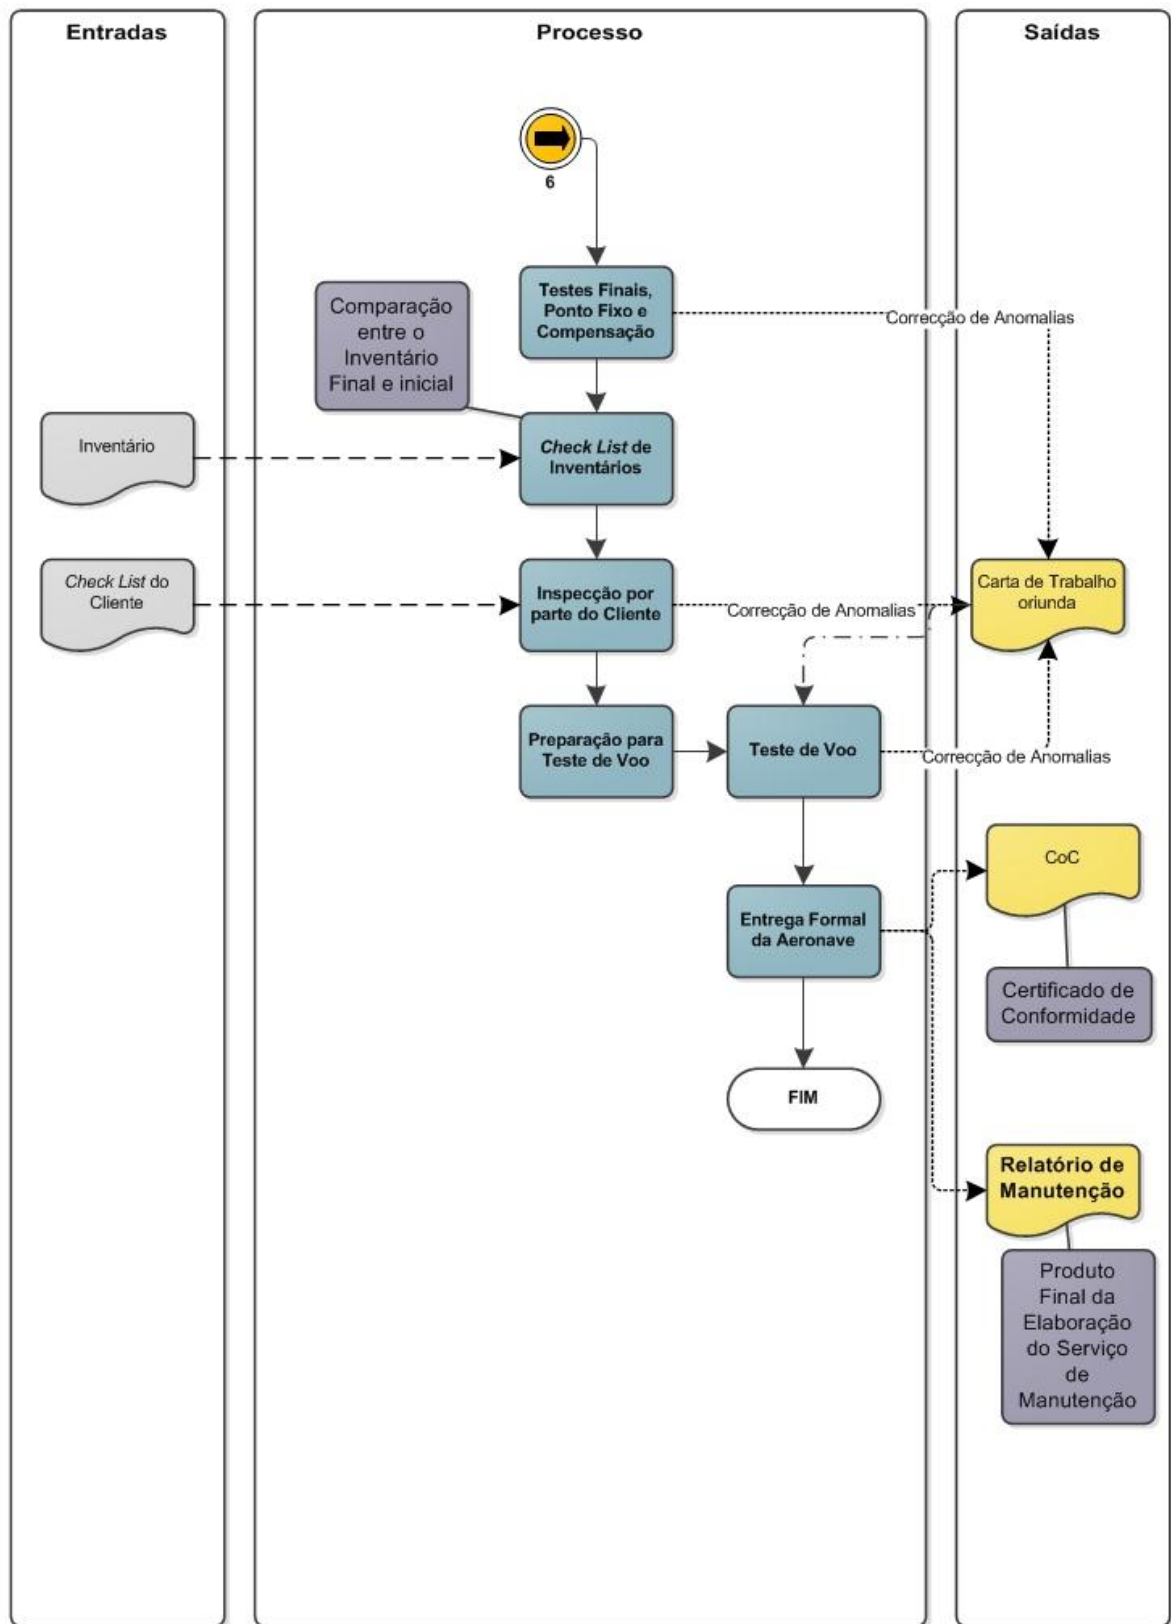 Entradas
Processo
Saídas
6
Testes Finais,
Ponto Fixo e
Compensação
Correcção de Anomalias
Comparação
entre o
Inventário
Final e inicial
Inventário
Check List de
Inventários
Check List do
Cliente
Inspecção por
parte do Cliente
Correcção de Anomalias
Carta de Trabalho
oriunda
Preparação para
Teste de Voo
Teste de Voo
Correcção de Anomalias
CoC
Entrega Formal
da Aeronave
Certificado de
Conformidade
FIM
Relatório de
Manutenção
Produto
Final da
Elaboração
do Serviço
de
Manutenção